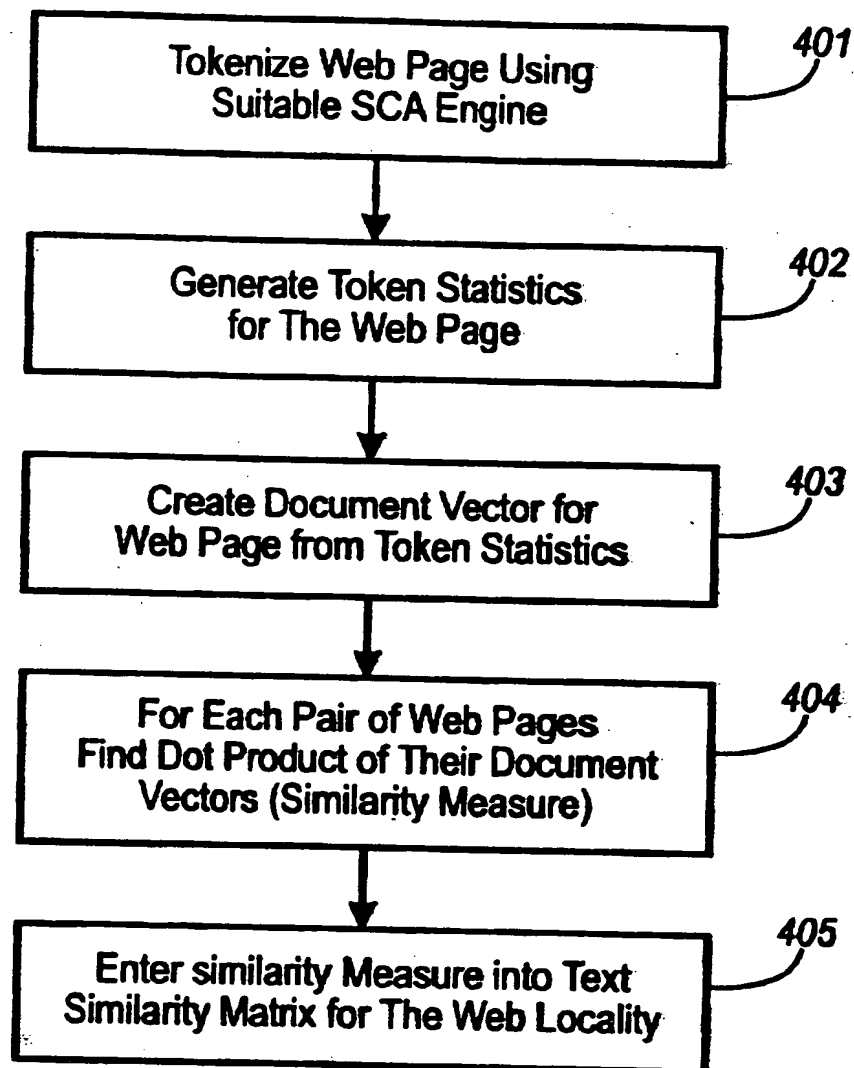 401
Tokenize Web Page Using
Suitable SCA Engine
402
Generate Token Statistics
for The Web Page
403
Create Document Vector for
Web Page from Token Statistics
404
For Each Pair of Web Pages
Find Dot Product of Their Document
Vectors (Similarity Measure)
405
Enter similarity Measure into Text
Similarity Matrix for The Web Locality